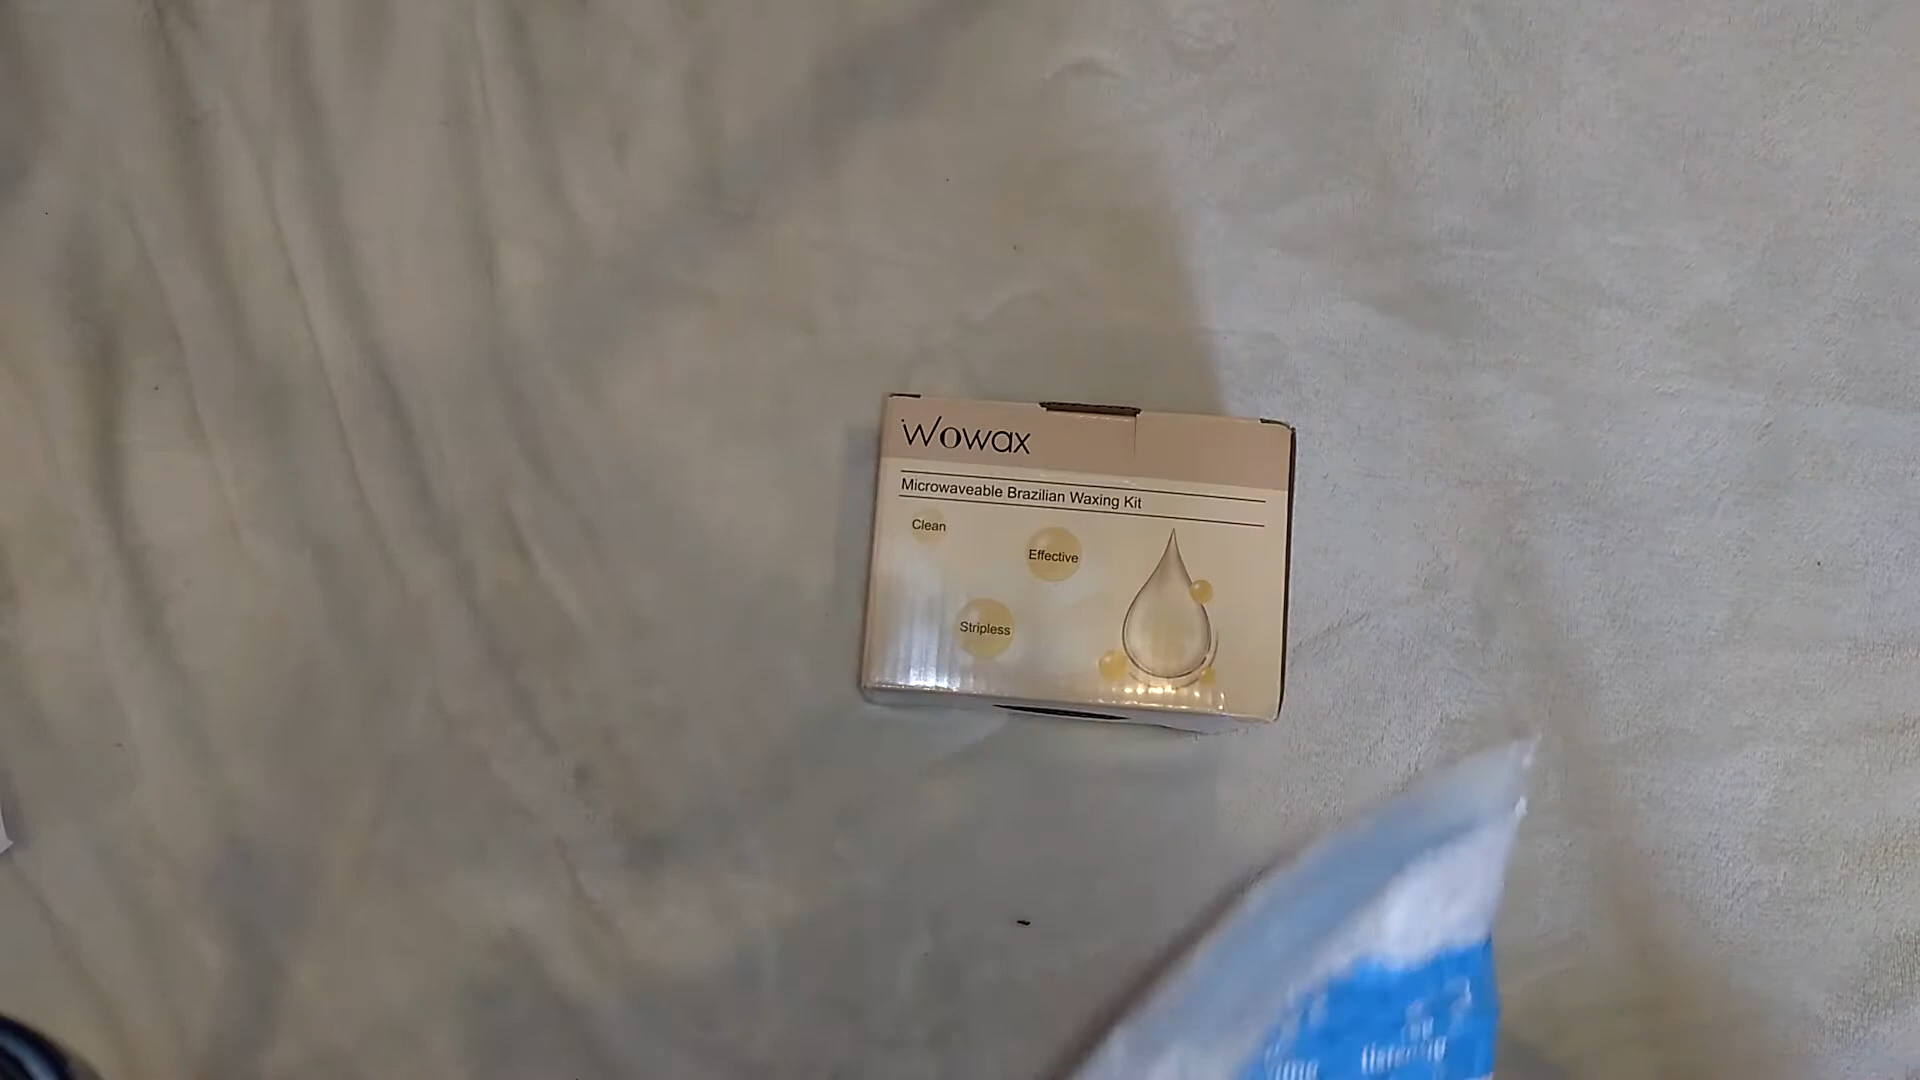 Wowax
Microwaveable Brazilian Waxing Kit
Clean
Effective
Stripless